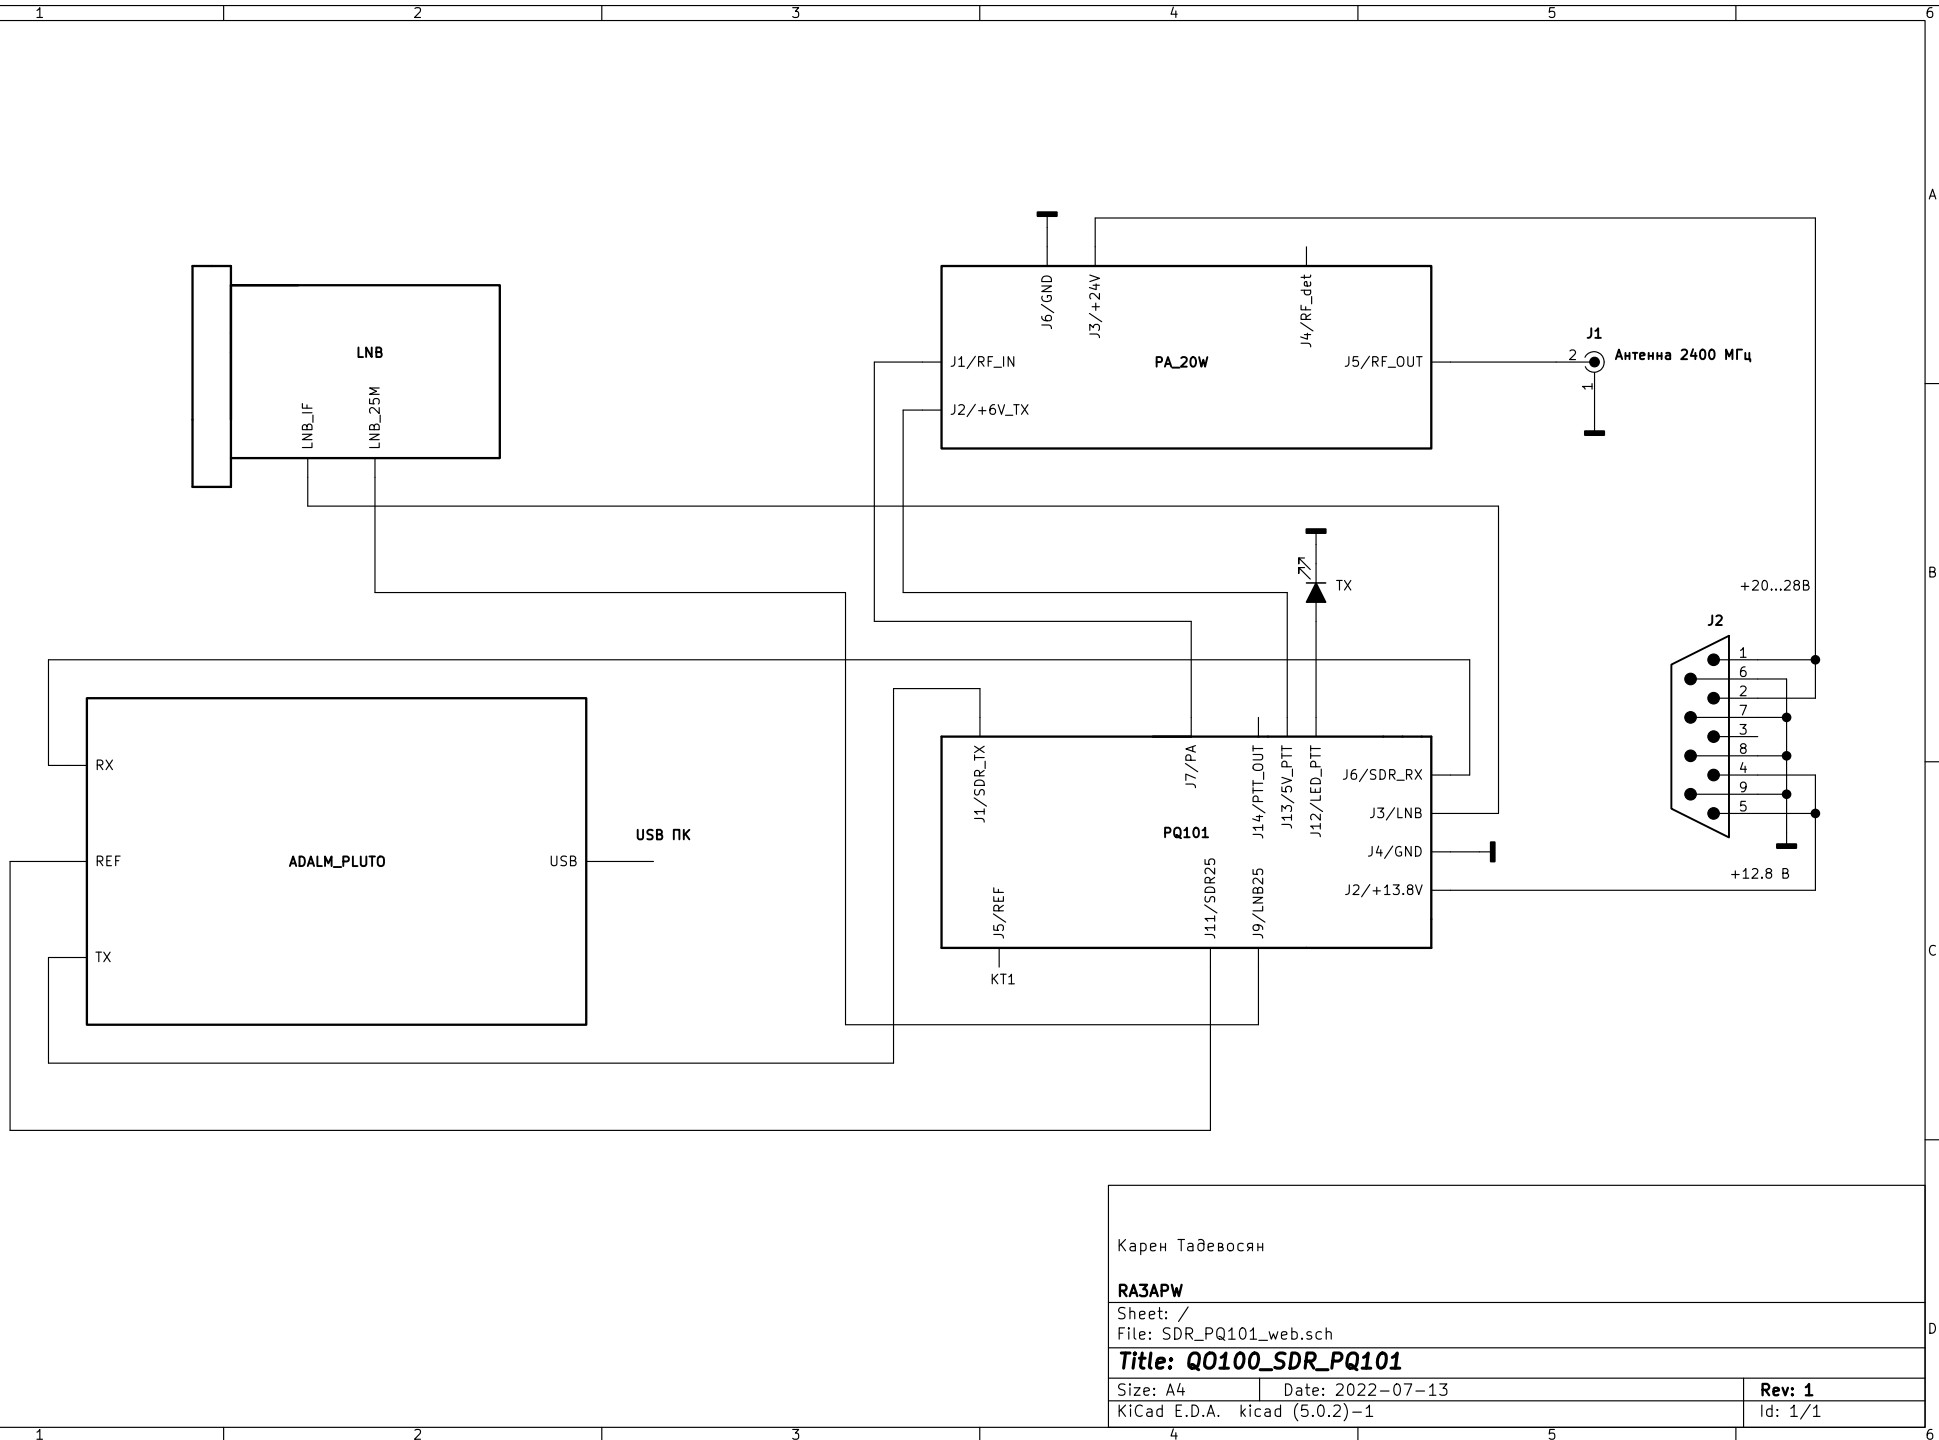 1 2 3 4 5 6
A
J6/GND
J3/+24V
J4/RF_det
LNB
LNB_IF
LNB_25M
J1/RF_IN
PA_20W
J5/RF_OUT
J2/+6V_TX
J1
2
Антенна 2400 МГц
1
B
TX
+20...28В
J2
1
6
2
7
3
8
4
9
5
+12.8 В
RX
REF
ADALM_PLUTO
USB
TX
USB ПК
J1/SDR_TX
J7/PA
J14/PTT_OUT
J13/5V_PTT
J12/LED_PTT
J6/SDR_RX
J3/LNB
PQ101
J4/GND
J2/+13.8V
J5/REF
J11/SDR25
J9/LNB25
KT1
C
Карен Тадевосян
RA3APW
Sheet: /
File: SDR_PQ101_web.sch
D
Title: QO100_SDR_PQ101
Size: A4 Date: 2022-07-13 Rev: 1
KiCad E.D.A. kicad (5.0.2)-1 Id: 1/1
1 2 3 4 5 6